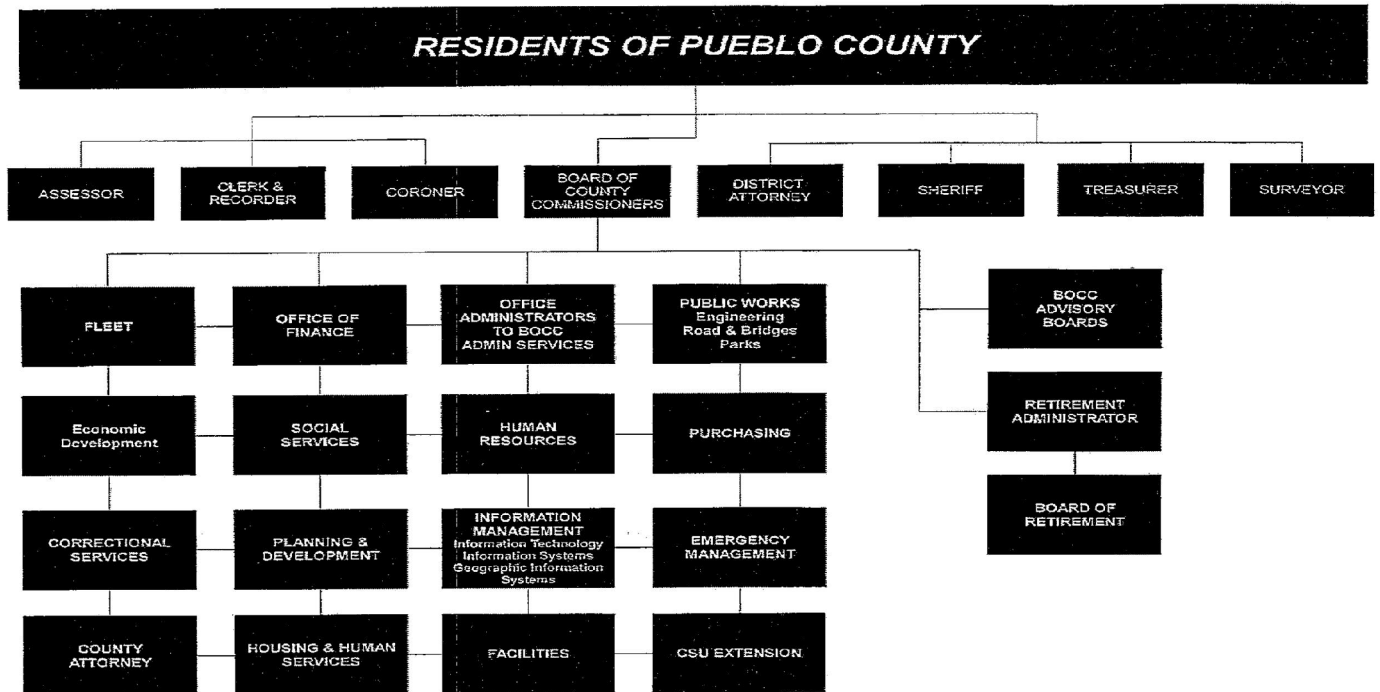 RESIDENTS OF PUEBLO COUNTY
ASSESSOR
CLERK &
RECORDER
CORONER
BOARD OF
COUNTY
COMMISSIONERS
DISTRICT
ATTORNEY
SHERIFF
TREASURER
SURVEYOR
FLEET
OFFICE OF
FINANCE
OFFICE
ADMINISTRATORS
TO BOCC
ADMIN SERVICES
PUBLIC WORKS
Engineering
Road & Bridges
Parks
BOCC
ADVISORY
BOARDS
Economic
Development
SOCIAL
SERVICES
HUMAN
RESOURCES
PURCHASING
RETIREMENT
ADMINISTRATOR
CORRECTIONAL
SERVICES
PLANNING &
DEVELOPMENT
INFORMATION
MANAGEMENT
Information Technology
Information Systems
Geographic Information
Systems
EMERGENCY
MANAGEMENT
BOARD OF
RETIREMENT
COUNTY
ATTORNEY
HOUSING & HUMAN
SERVICES
FACILITIES
CSU EXTENSION